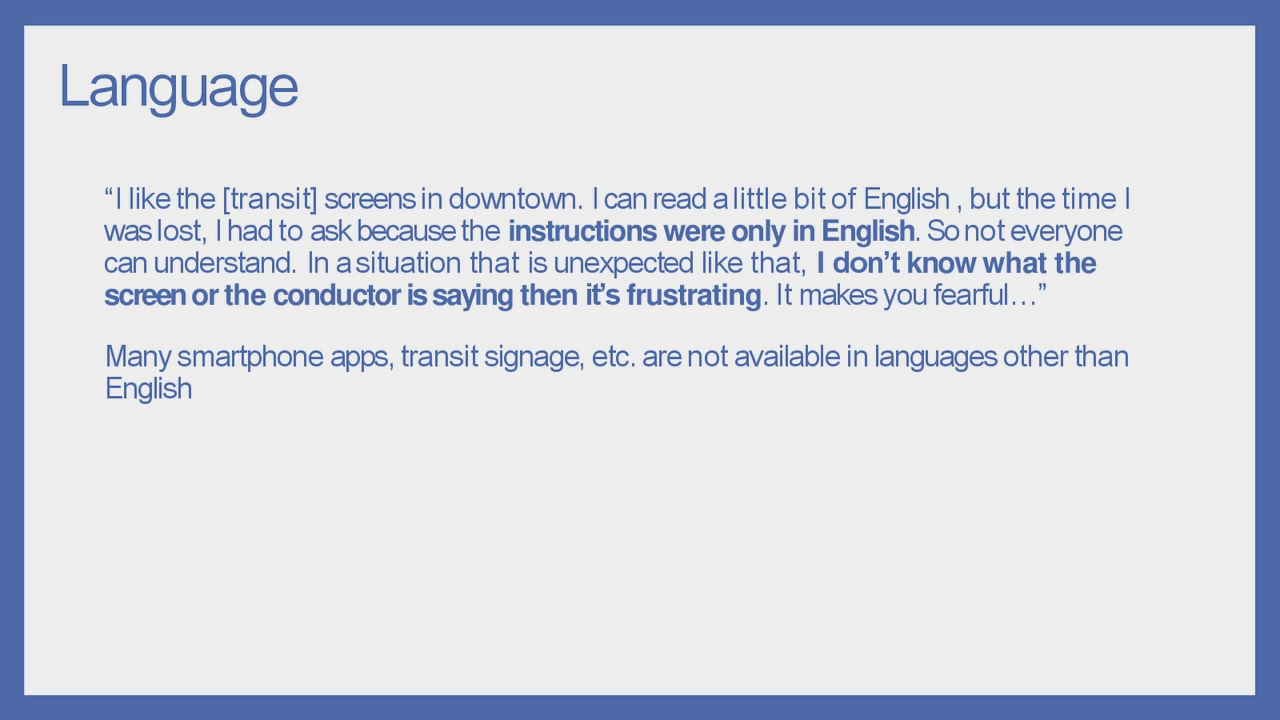 Language
“I like the [transit] screens in downtown. I can read a little bit of English , but the time I
was lost, I had to ask because the instructions were only in English. So not everyone
can understand. In a situation that is unexpected like that, I don’t know what the
screen or the conductor is saying then it’s frustrating. It makes you fearful…”
Many smartphone apps, transit signage, etc. are not available in languages other than
English